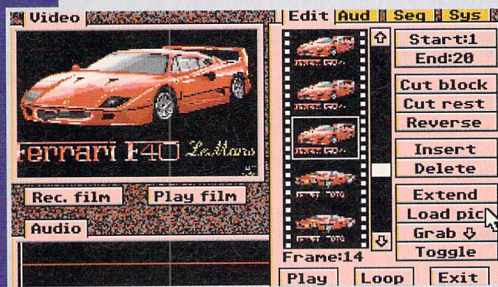 Video
Ferrari F40 Le Mans
Rec. film
Play film
Audio
Edit
Aud
Seq
Sys
Frame:14
Play
Loop
Exit
Start:1
End:20
Cut block
Cut rest
Reverse
Insert
Delete
Extend
Load pic
Grab
Toggle